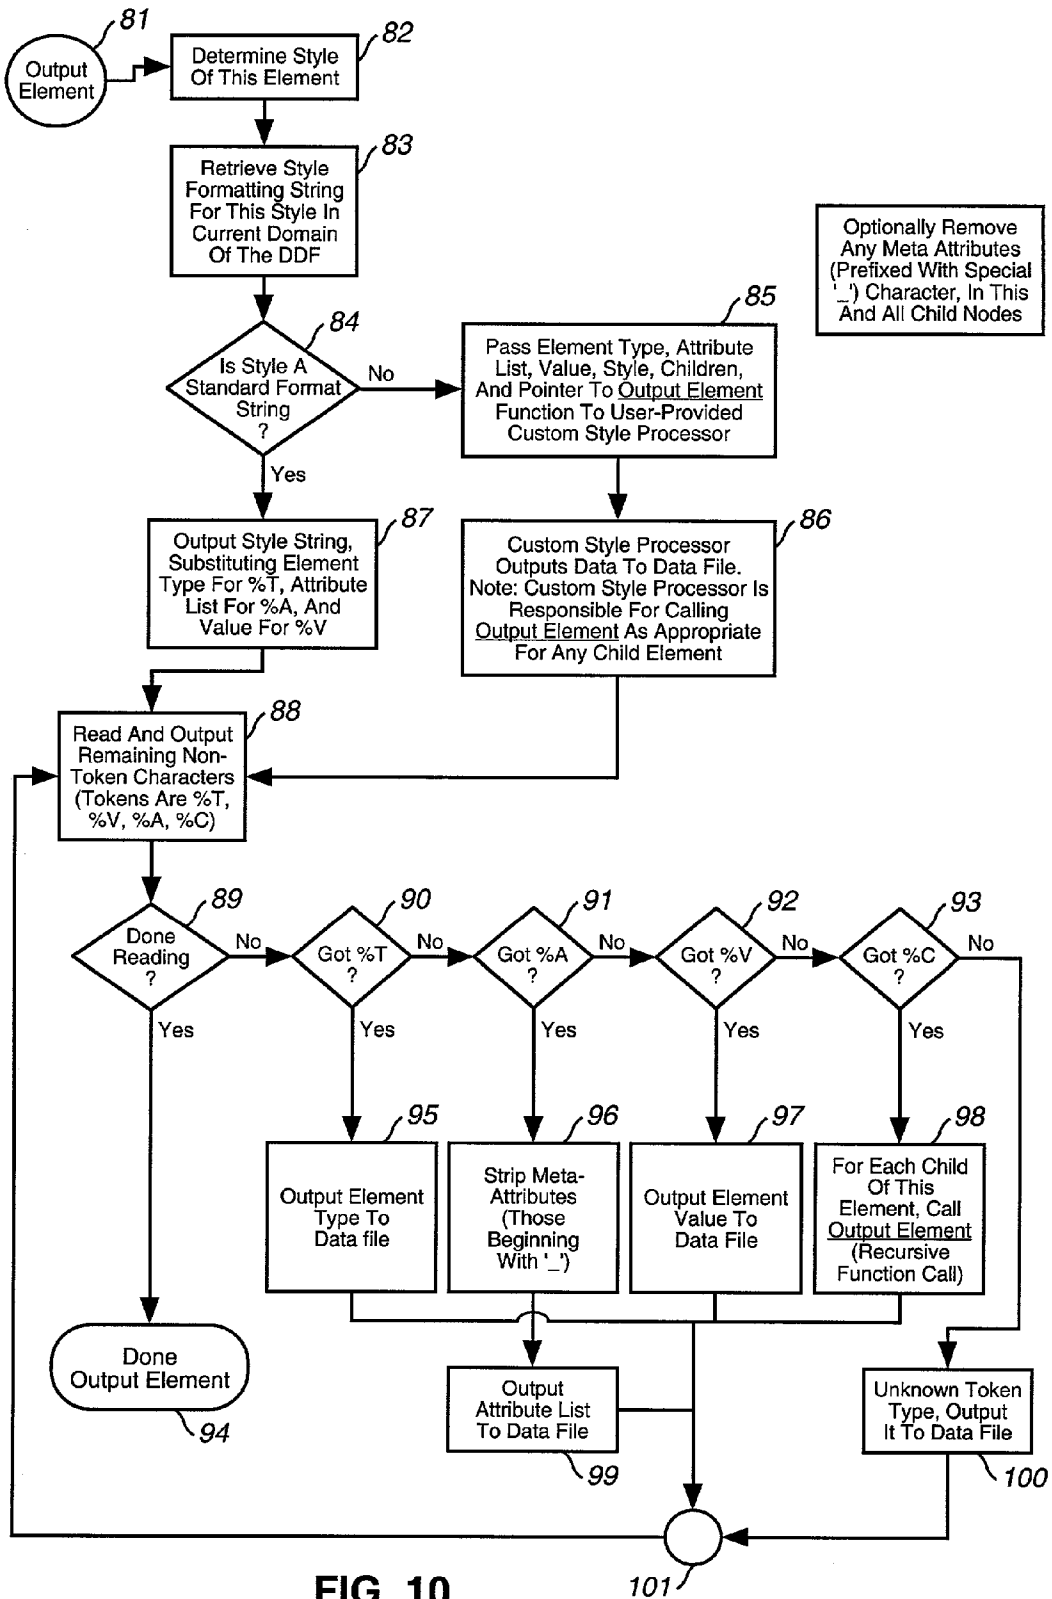 81
Output
Element
82
Determine Style
Of This Element
83
Retrieve Style
Formatting String
For This Style In
Current Domain
Of The DDF
Optionally Remove
Any Meta Attributes
(Prefixed With Special
'_') Character, In This
And All Child Nodes
84
Is Style A
Standard Format
String
?
No
Yes
85
Pass Element Type, Attribute
List, Value, Style, Children,
And Pointer To Output Element
Function To User-Provided
Custom Style Processor
87
Output Style String,
Substituting Element
Type For %T, Attribute
List For %A, And
Value For %V
86
Custom Style Processor
Outputs Data To Data File.
Note: Custom Style Processor Is
Responsible For Calling
Output Element As Appropriate
For Any Child Element
88
Read And Output
Remaining Non-
Token Characters
(Tokens Are %T,
%V, %A, %C)
89
Done
Reading
?
No
Yes
90
Got %T
?
No
Yes
91
Got %A
?
No
Yes
92
Got %V
?
No
Yes
93
Got %C
?
No
Yes
95
Output Element
Type To
Data file
96
Strip Meta-
Attributes
(Those
Beginning
With '_')
97
Output Element
Value To
Data File
98
For Each Child
Of This
Element, Call
Output Element
(Recursive
Function Call)
Done
Output Element
94
Output
Attribute List
To Data File
99
Unknown Token
Type, Output
It To Data File
100
101
FIG. 10